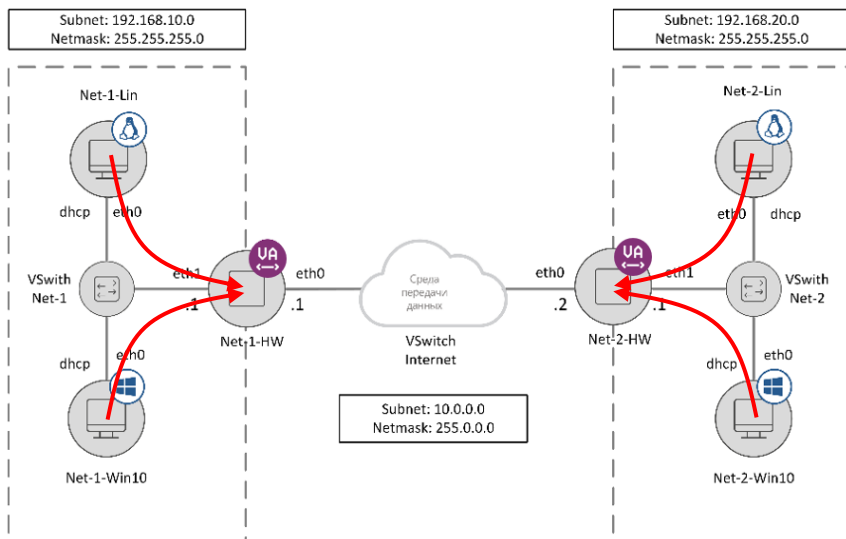 Subnet: 192.168.10.0
Netmask: 255.255.255.0
Subnet: 192.168.20.0
Netmask: 255.255.255.0
Net-1-Lin
Net-2-Lin
dhcp
eth0
eth0
dhcp
VSwith
Net-1
eth1
.1
VA
eth0
.1
Net-1-HW
Среда
передачи
данных
VSwitch
Internet
eth0
.2
VA
eth1
.1
Net-2-HW
VSwith
Net-2
dhcp
eth0
dhcp
eth0
Subnet: 10.0.0.0
Netmask: 255.0.0.0
Net-1-Win10
Net-2-Win10